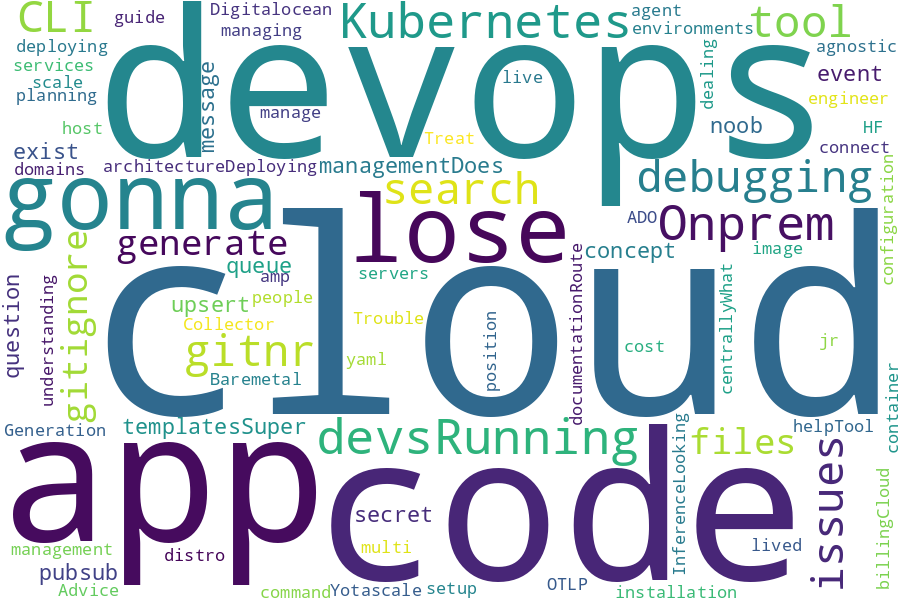 CLI
guide
Digitalocean
managing
Kubernetes
agent
environments
tool
deploying
services
scale
planning
devops
message
manage
live
dealing
agnostic
event
engineer
host
Treat
noob
HF
connect
exist
domains
architectureDeploying
managementDoes
debugging
configuration
gonna
search
lose
ADO
Onprem
generate
concept
image
gitignore
queue
amp
servers
documentationRoute
question
understanding
upsert
people
cloud
centrallyWhat
Collector
Trouble
position
gitnr
yaml
cost
jr
Baremetal
container
Generation
templatesSuper
devsRunning
InferenceLooking
files
helpTool
issues
app
code
billingCloud
secret
management
distro
multi
lived
pubsub
Advice
command
Yotascale
setup
OTLP
installation